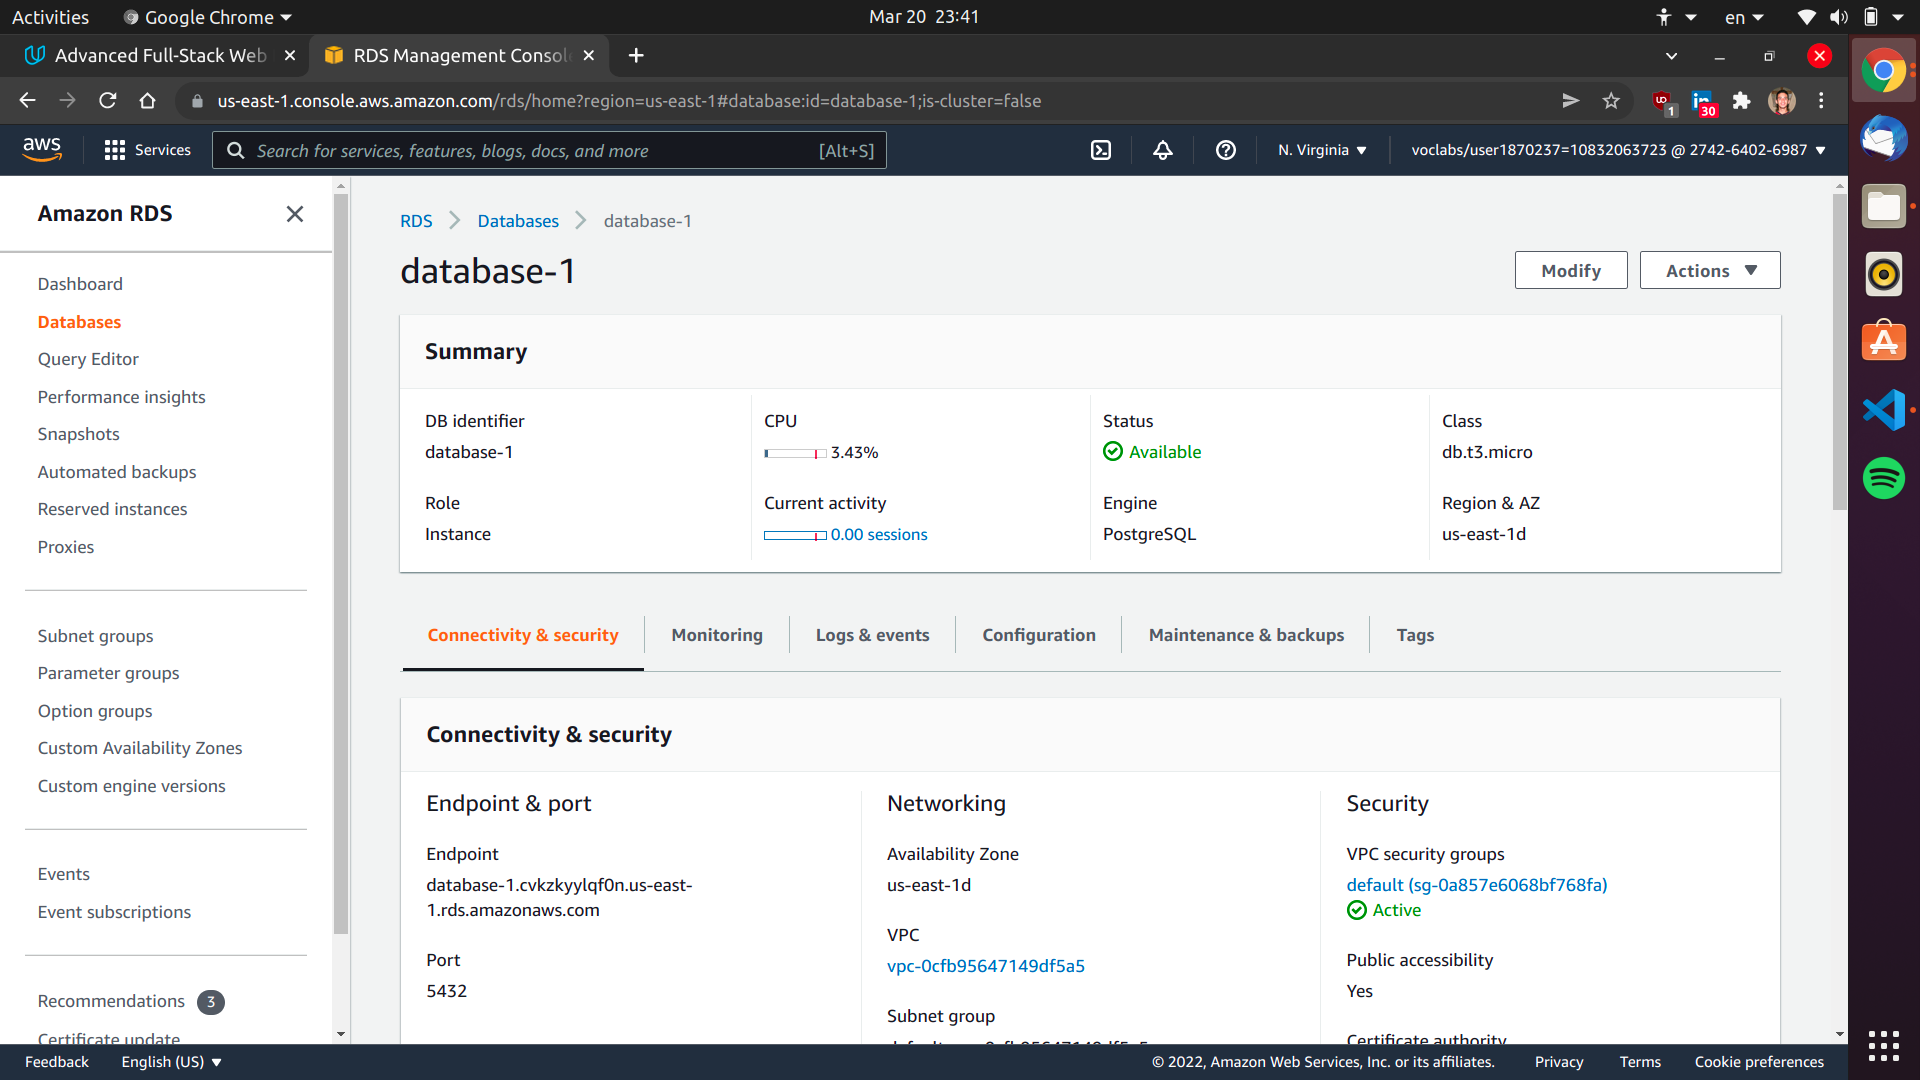 Activities
Google Chrome
Mar 20 23:41
en
Advanced Full-Stack Web
RDS Management Consol
us-east-1.console.aws.amazon.com/rds/home?region=us-east-1#database:id=database-1;is-cluster=false
1
30
aws
Services
Search for services, features, blogs, docs, and more
[Alt+S]
N. Virginia
voclabs/user1870237=10832063723 @ 2742-6402-6987
Amazon RDS
Dashboard
Databases
Query Editor
Performance insights
Snapshots
Automated backups
Reserved instances
Proxies
Subnet groups
Parameter groups
Option groups
Custom Availability Zones
Custom engine versions
Events
Event subscriptions
Recommendations 3
Certificate update
RDS
Databases
database-1
database-1
Modify
Actions
Summary
DB identifier
database-1
CPU
3.43%
Status
Available
Class
db.t3.micro
Role
Instance
Current activity
0.00 sessions
Engine
PostgreSQL
Region & AZ
us-east-1d
Connectivity & security
Monitoring
Logs & events
Configuration
Maintenance & backups
Tags
Connectivity & security
Endpoint & port
Endpoint
database-1.cvkzkyylqf0n.us-east-
1.rds.amazonaws.com
Port
5432
Networking
Availability Zone
us-east-1d
VPC
vpc-0cfb95647149df5a5
Subnet group
Security
VPC security groups
default (sg-0a857e6068bf768fa)
Active
Public accessibility
Yes
Certificate authority
Feedback
English (US)
© 2022, Amazon Web Services, Inc. or its affiliates.
Privacy
Terms
Cookie preferences